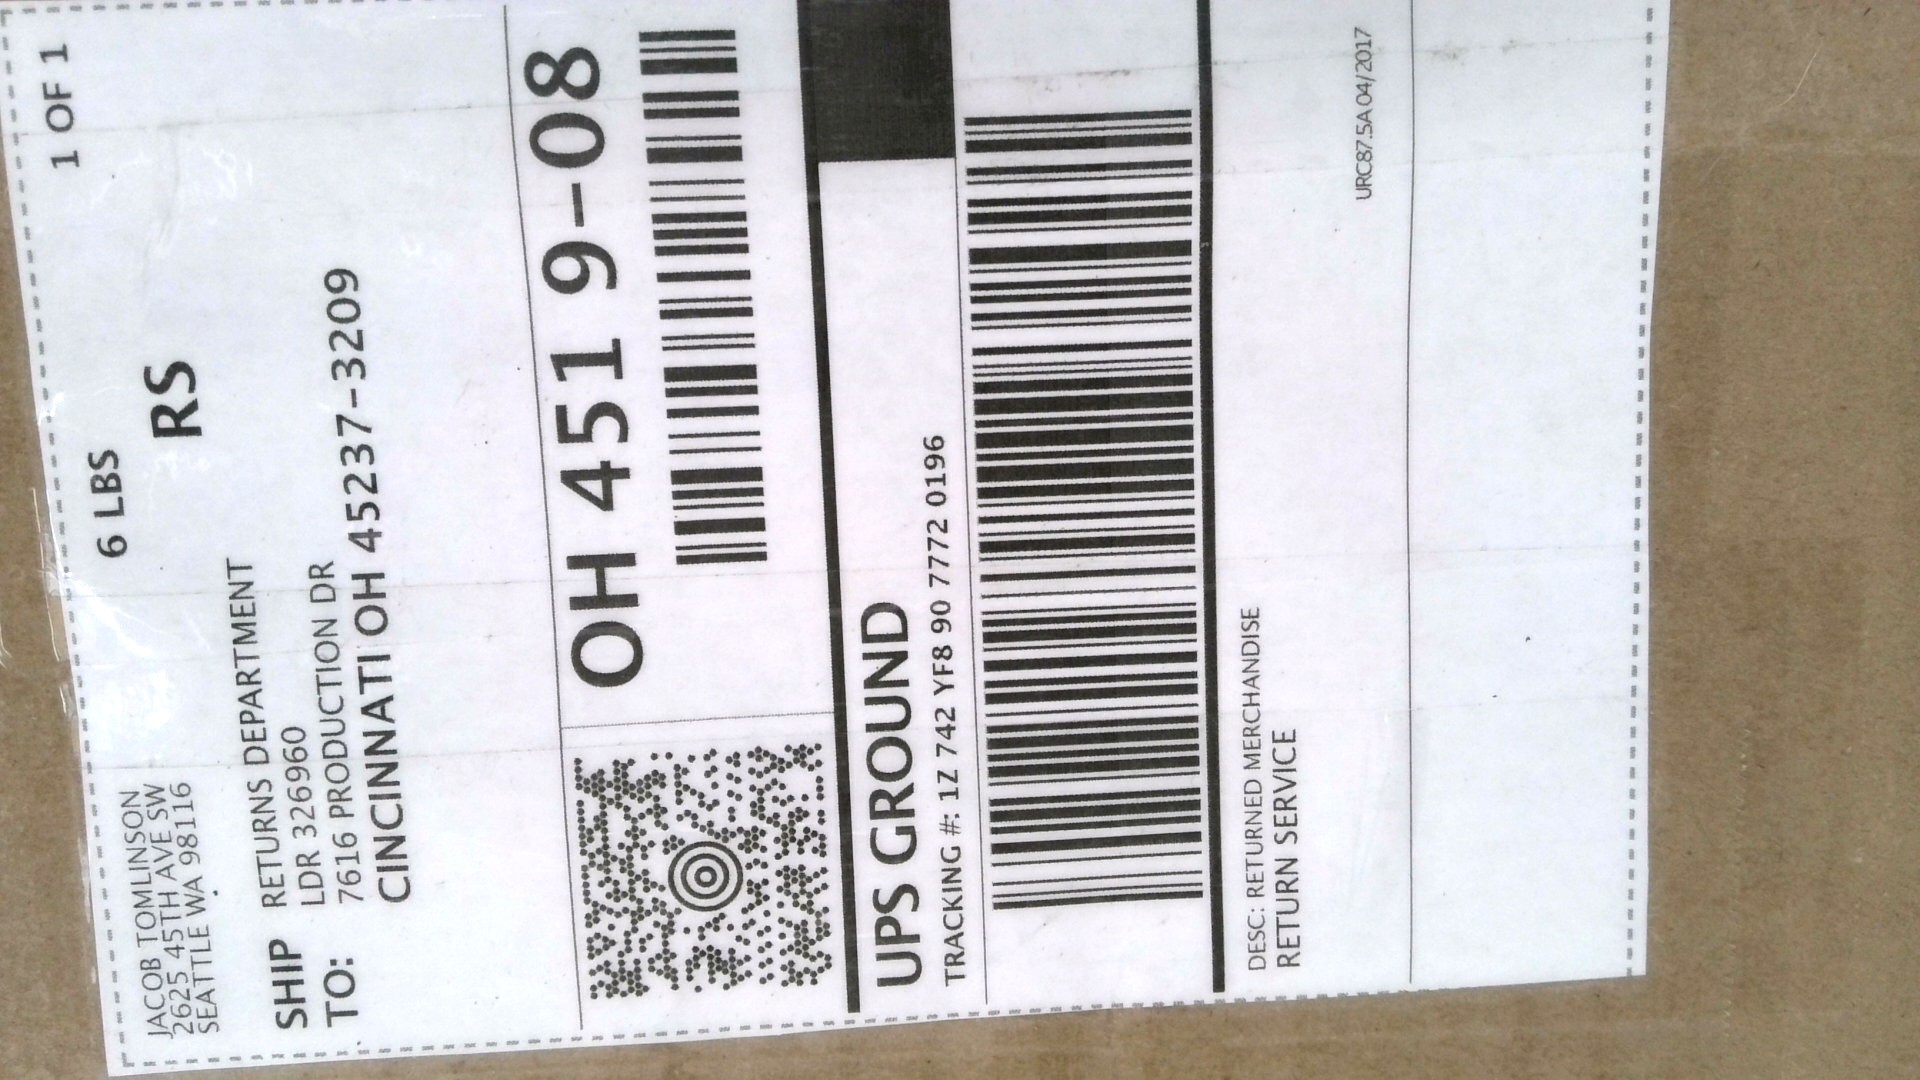 JACOB TOMLINSON
2625 45TH AVE SW
SEATTLE WA 98116
6 LBS
1 OF 1
RS
SHIP TO:
RETURNS DEPARTMENT
LDR 326960
7616 PRODUCTION DR
CINCINNATI OH 45237-3209
OH 451 9-08
UPS GROUND
TRACKING #: 1Z 742 YF8 90 7772 0196
DESC: RETURNED MERCHANDISE
RETURN SERVICE
URC87.5A 04/2017